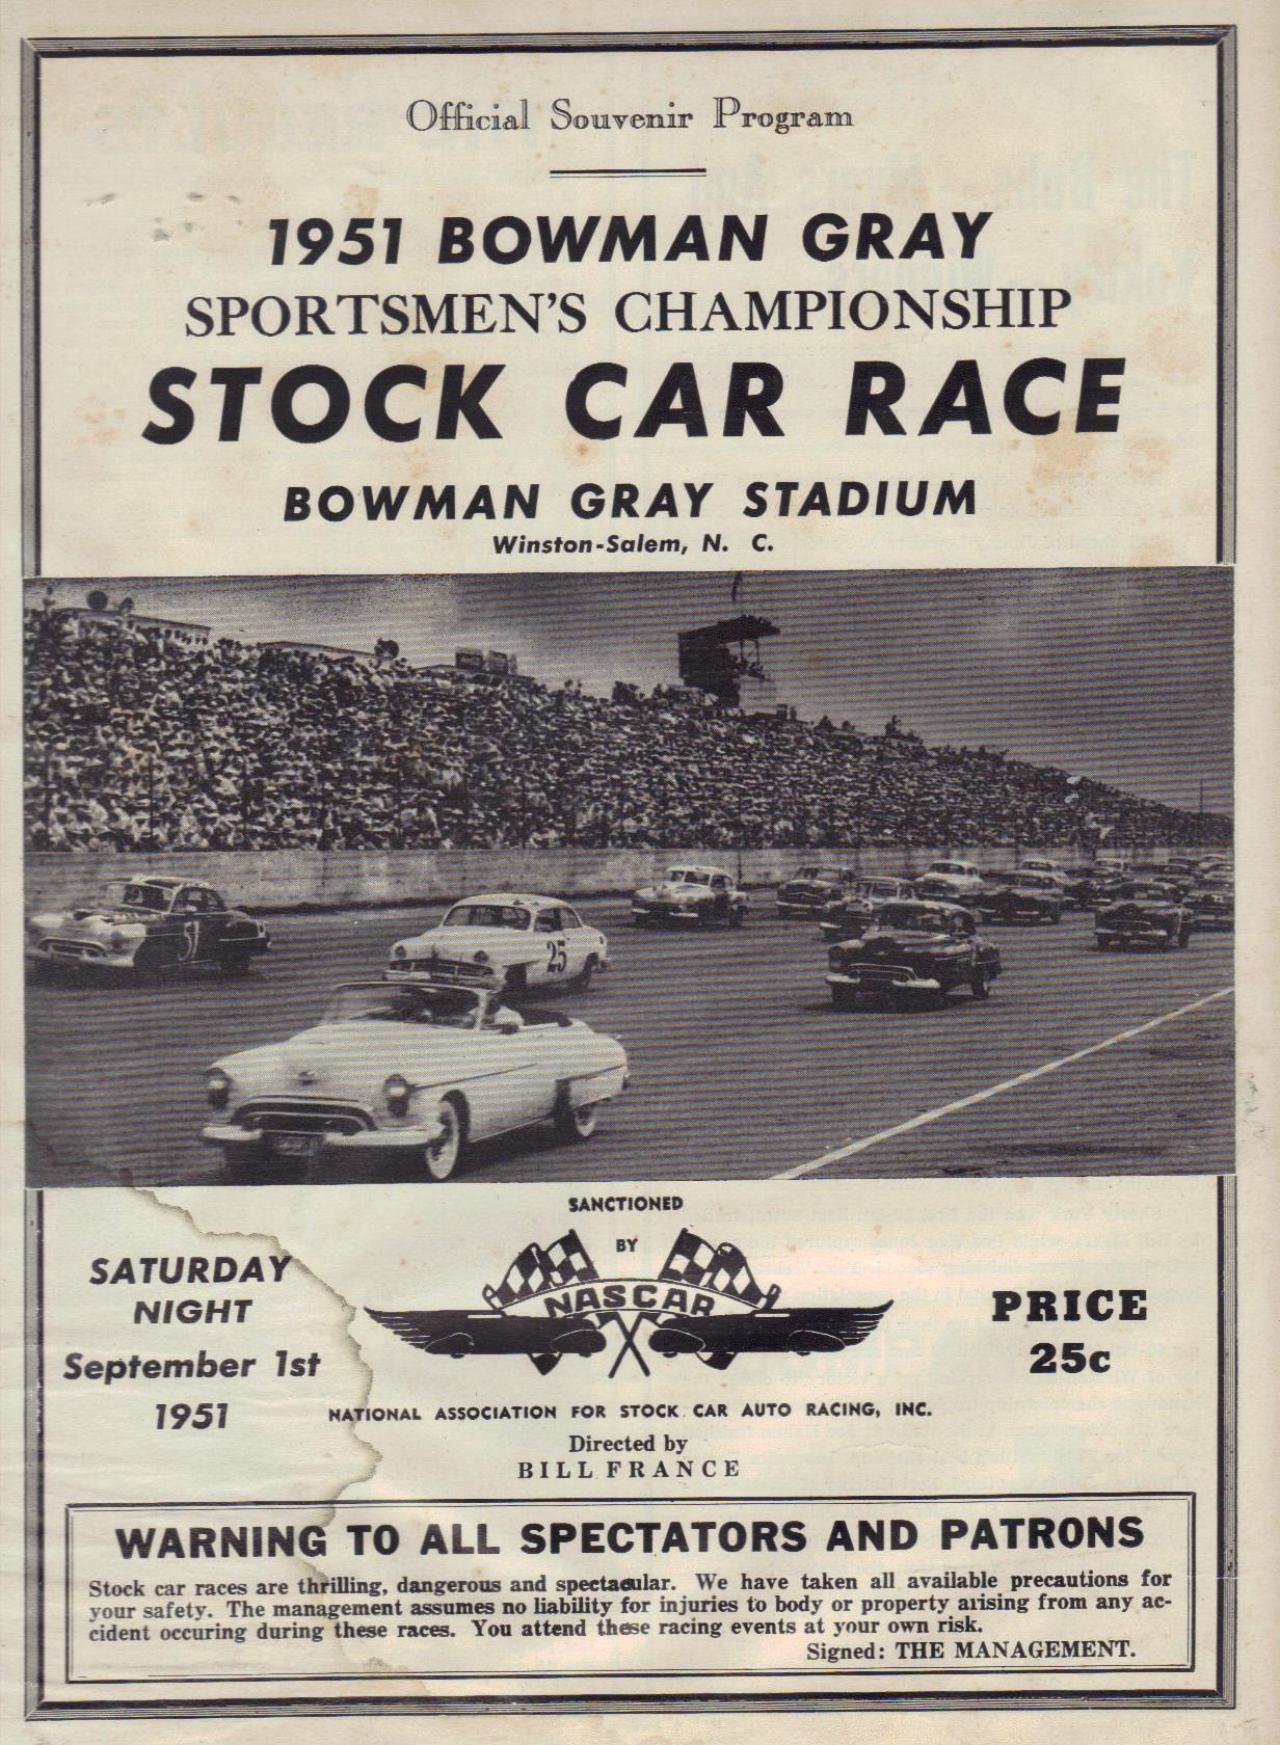 Official Souvenir Program
1951 BOWMAN GRAY
SPORTSMEN'S CHAMPIONSHIP
STOCK CAR RACE
BOWMAN GRAY STADIUM
Winston-Salem, N. C.
57
25
SANCTIONED
BY
NASCAR
SATURDAY
NIGHT
September 1st
1951
PRICE
25c
NATIONAL ASSOCIATION FOR STOCK CAR AUTO RACING, INC.
Directed by
BILL FRANCE
WARNING TO ALL SPECTATORS AND PATRONS
Stock car races are thrilling, dangerous and spectacular. We have taken all available precautions for
your safety. The management assumes no liability for injuries to body or property arising from any ac-
cident occuring during these races. You attend these racing events at your own risk.
Signed: THE MANAGEMENT.